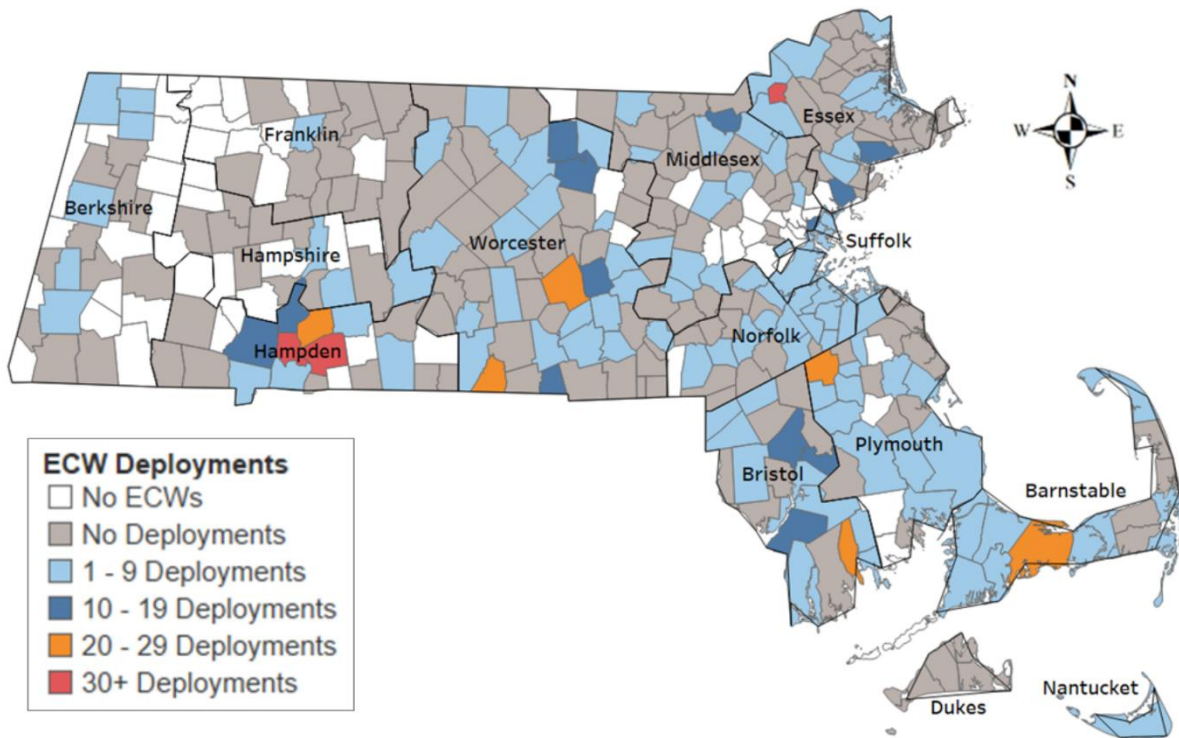 N
W E
S
Essex
Franklin
Middlesex
Berkshire
Suffolk
Hampshire
Worcester
Norfolk
Hampden
Plymouth
Bristol
Barnstable
Nantucket
Dukes
ECW Deployments
No ECWs
No Deployments
1 - 9 Deployments
10 - 19 Deployments
20 - 29 Deployments
30+ Deployments